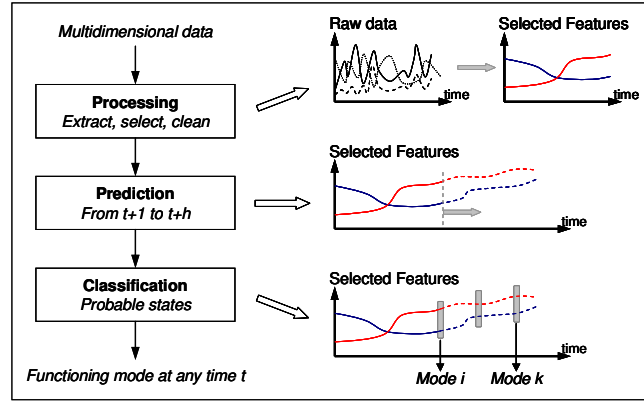 Multidimensional data
Processing
Extract, select, clean
Prediction
From t+1 to t+h
Classification
Probable states
Functioning mode at any time t
Raw data
time
Selected Features
time
Selected Features
time
Selected Features
time
Mode i
Mode k